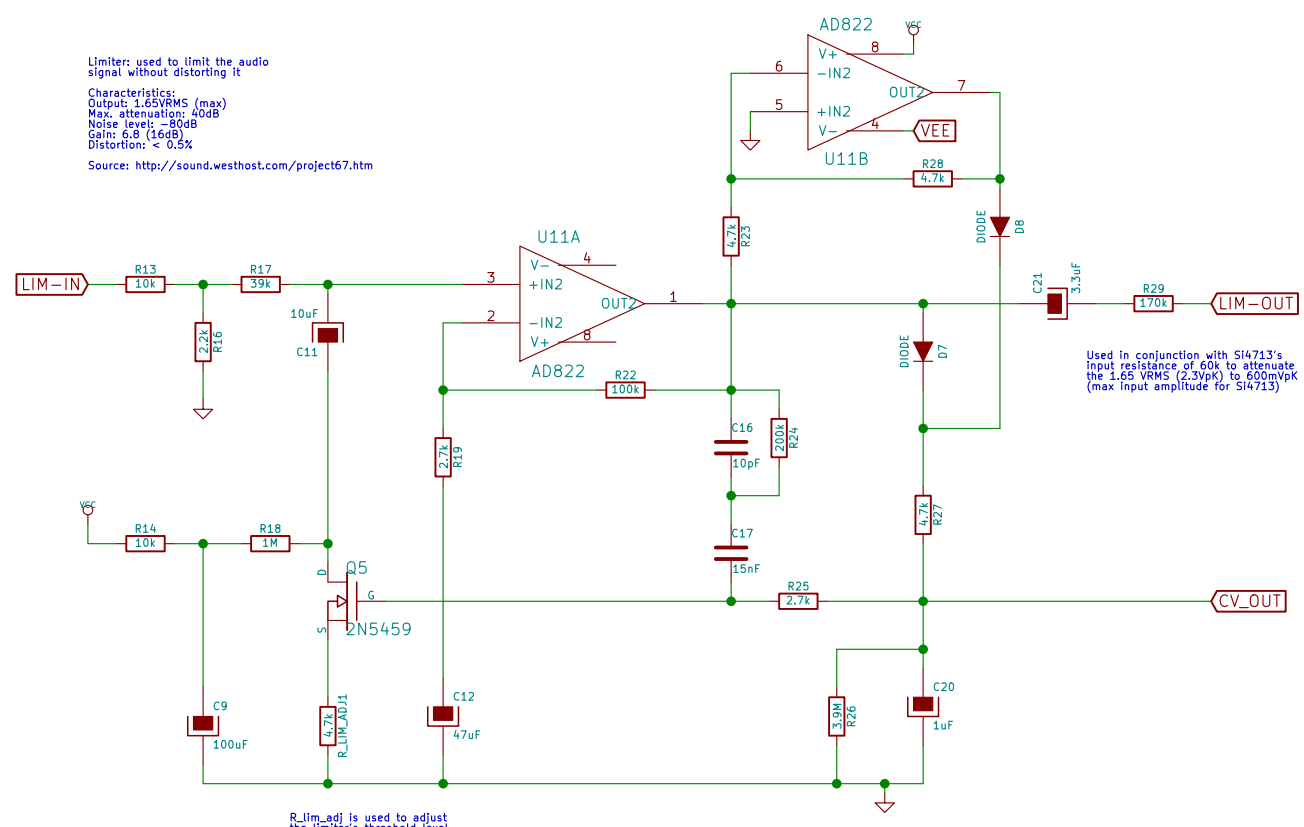 Limiter: used to limit the audio
signal without distorting it
Characteristics:
Output: 1.65VRMS (max)
Max. attenuation: 40dB
Noise level: -80dB
Gain: 6.8 (16dB)
Distortion: < 0.5%
Source: http://sound.westhost.com/project67.htm
AD822
VCC
V+
8
6
-IN2
OUT2
7
5
+IN2
V-
4
VEE
U11B
R28
4.7k
4.7k
R23
DIODE
D8
U11A
V-
4
LIM-IN
R13
10k
R17
39k
3
+IN2
OUT2
1
2
-IN2
V+
8
AD822
2.2k
R16
10uF
C11
C21
3.3uF
R29
170k
LIM-OUT
DIODE
D7
Used in conjunction with Si4713's
input resistance of 60k to attenuate
the 1.65 VRMS (2.3VpK) to 600mVpK
(max input amplitude for Si4713)
R22
100k
2.7k
R19
C16
10pF
200k
R24
VCC
R14
10k
R18
1M
4.7k
R27
C17
15nF
D
Q5
G
S
2N5459
R25
2.7k
CV_OUT
C9
100uF
4.7k
R_LIM_ADJ1
C12
47uF
3.9M
R26
C20
1uF
R_lim_adj is used to adjust
the limiter's threshold level